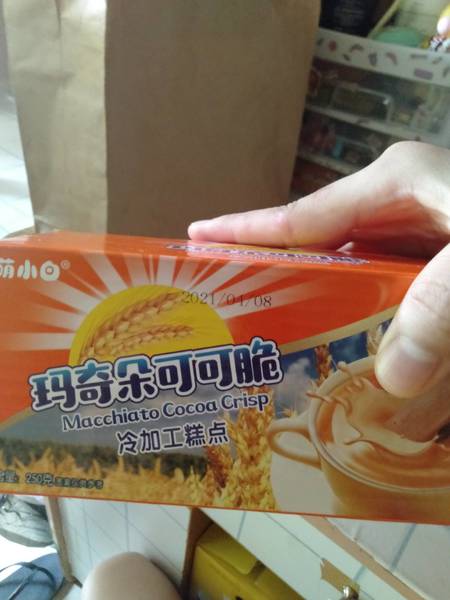 萌小白®
2021/04/08
玛奇朵可可脆
Macchiato Cocoa Crisp
冷加工糕点
250克